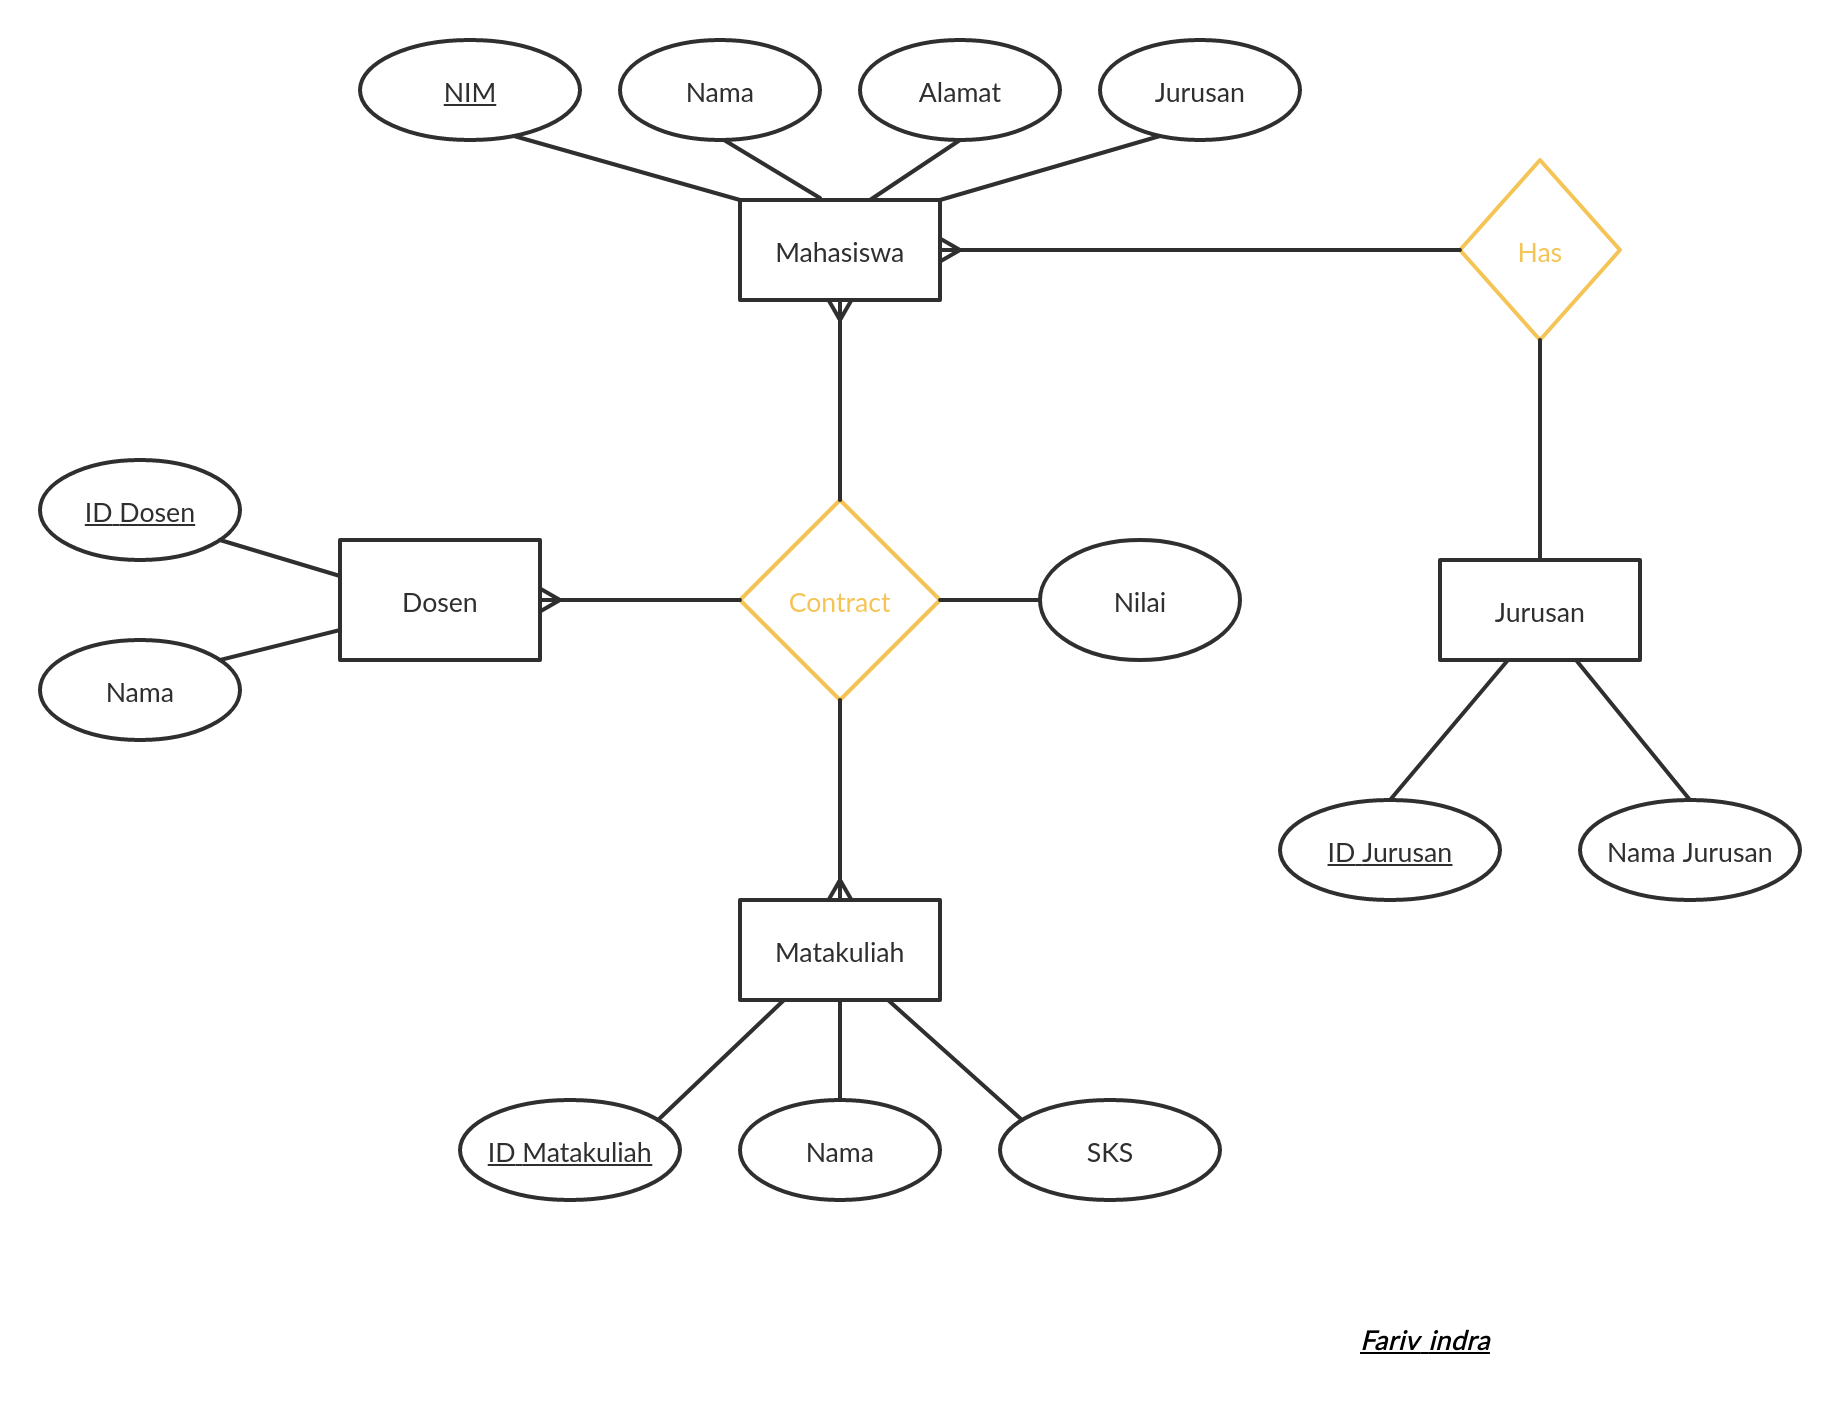 NIM
Nama
Alamat
Jurusan
Mahasiswa
Has
ID Dosen
Dosen
Nama
Contract
Nilai
Jurusan
ID Jurusan
Nama Jurusan
Matakuliah
ID Matakuliah
Nama
SKS
Fariv indra